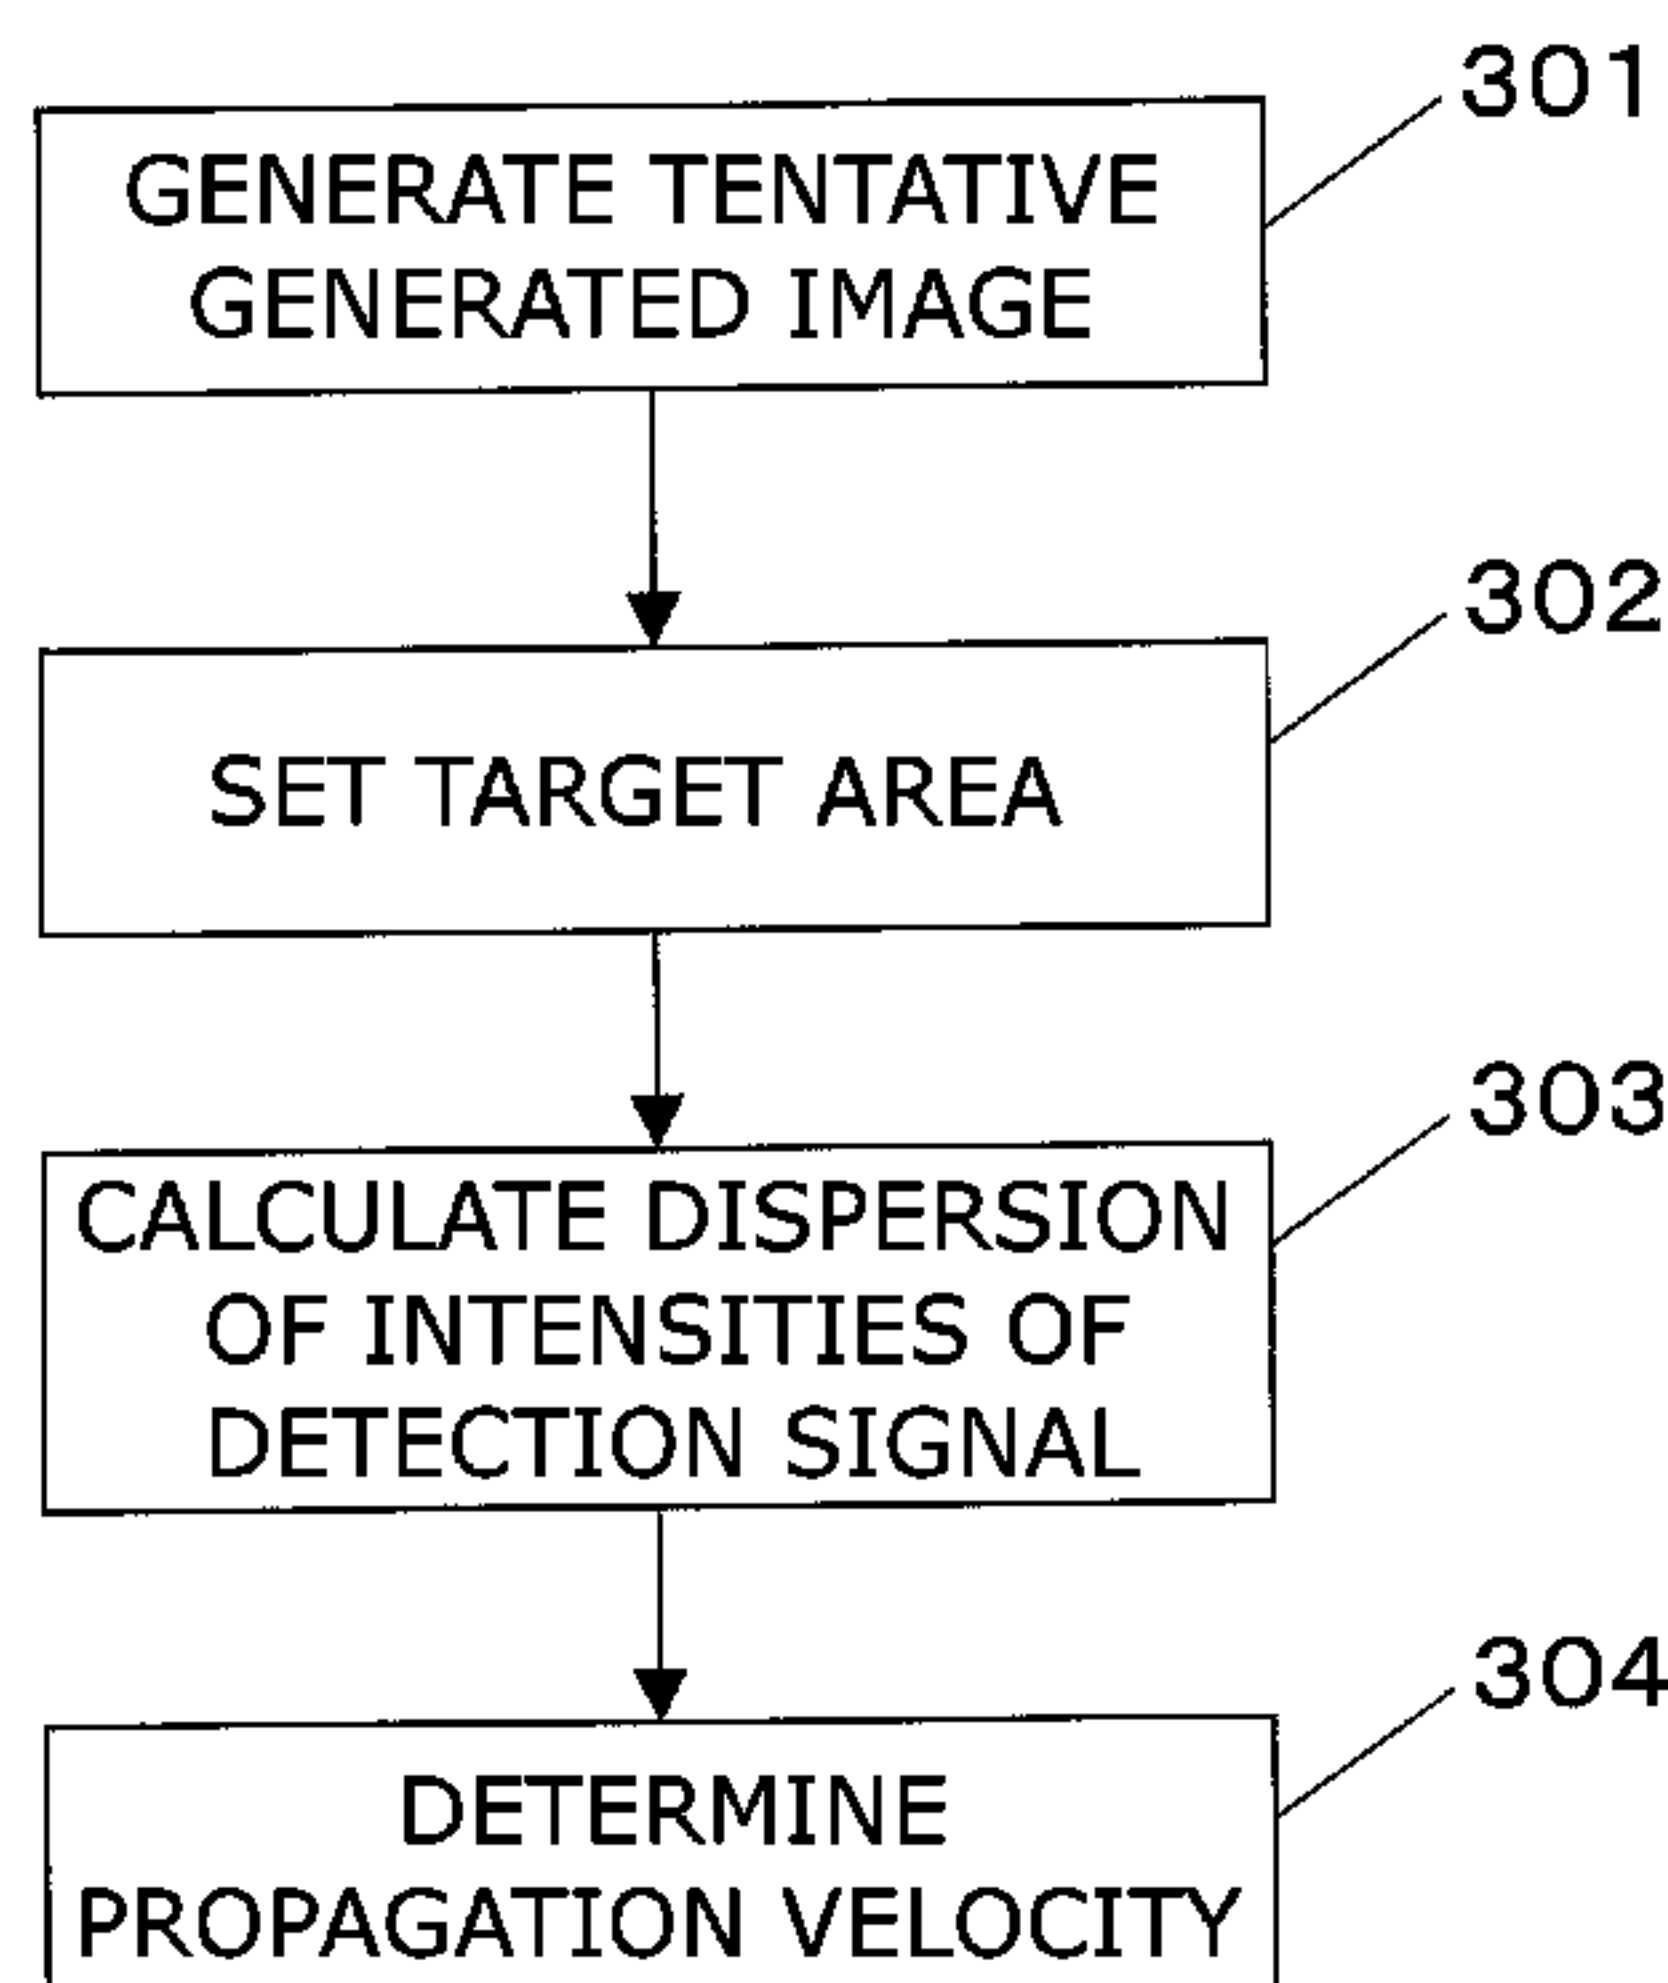 301
GENERATE TENTATIVE
GENERATED IMAGE
302
SET TARGET AREA
303
CALCULATE DISPERSION
OF INTENSITIES OF
DETECTION SIGNAL
304
DETERMINE
PROPAGATION VELOCITY